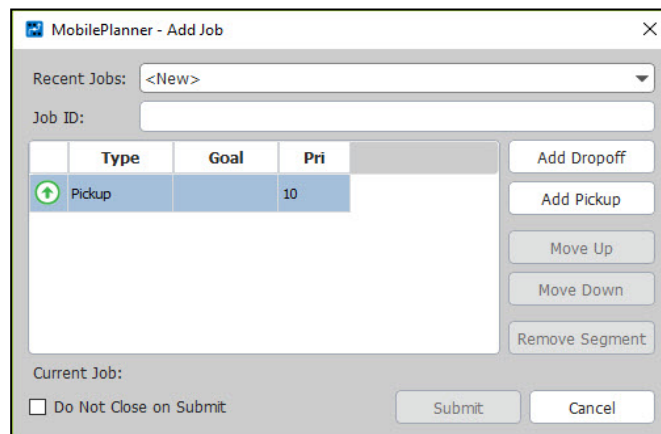 MobilePlanner - Add Job
Recent Jobs: <New>
Job ID:
Type Goal Pri
Add Dropoff
Pickup 10
Add Pickup
Move Up
Move Down
Remove Segment
Current Job:
Do Not Close on Submit
Submit Cancel